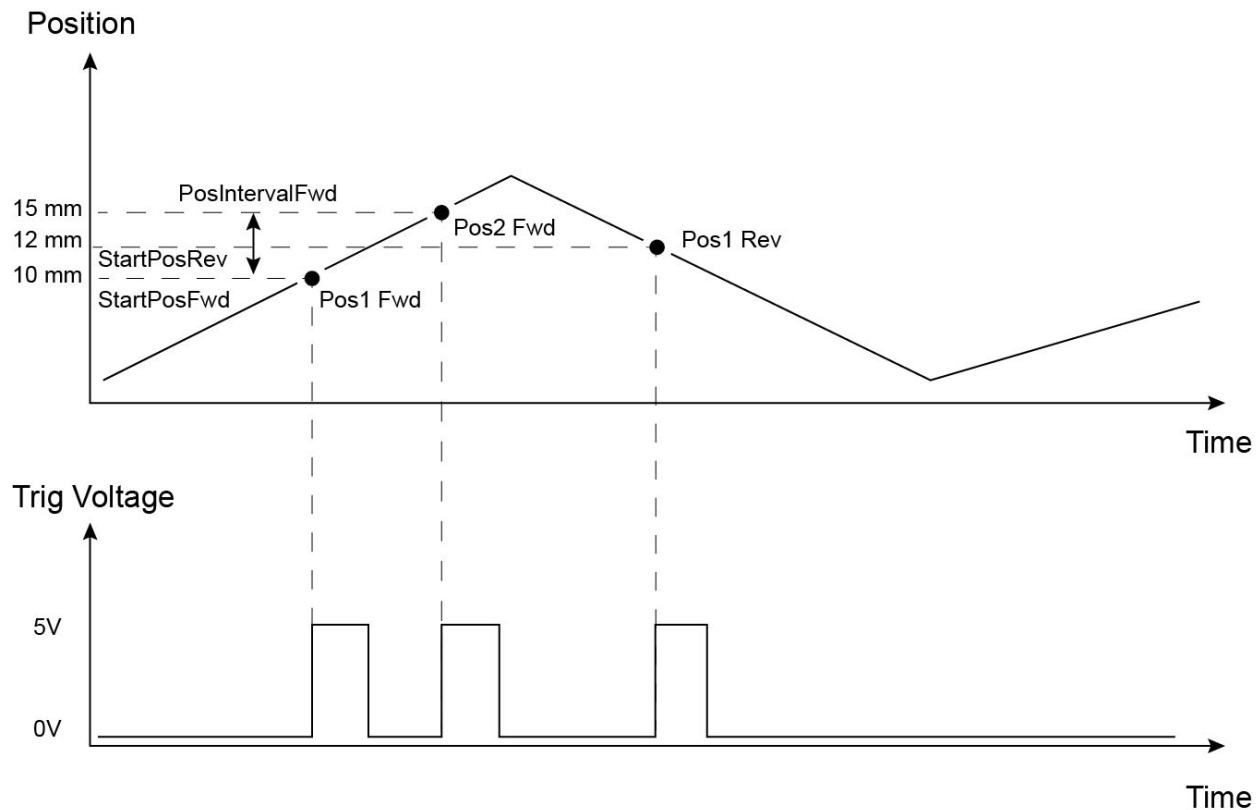 Position
PosIntervalFwd
15 mm
Pos2 Fwd
12 mm
Pos1 Rev
StartPosRev
10 mm
StartPosFwd
Pos1 Fwd
Time
Trig Voltage
5V
0V
Time